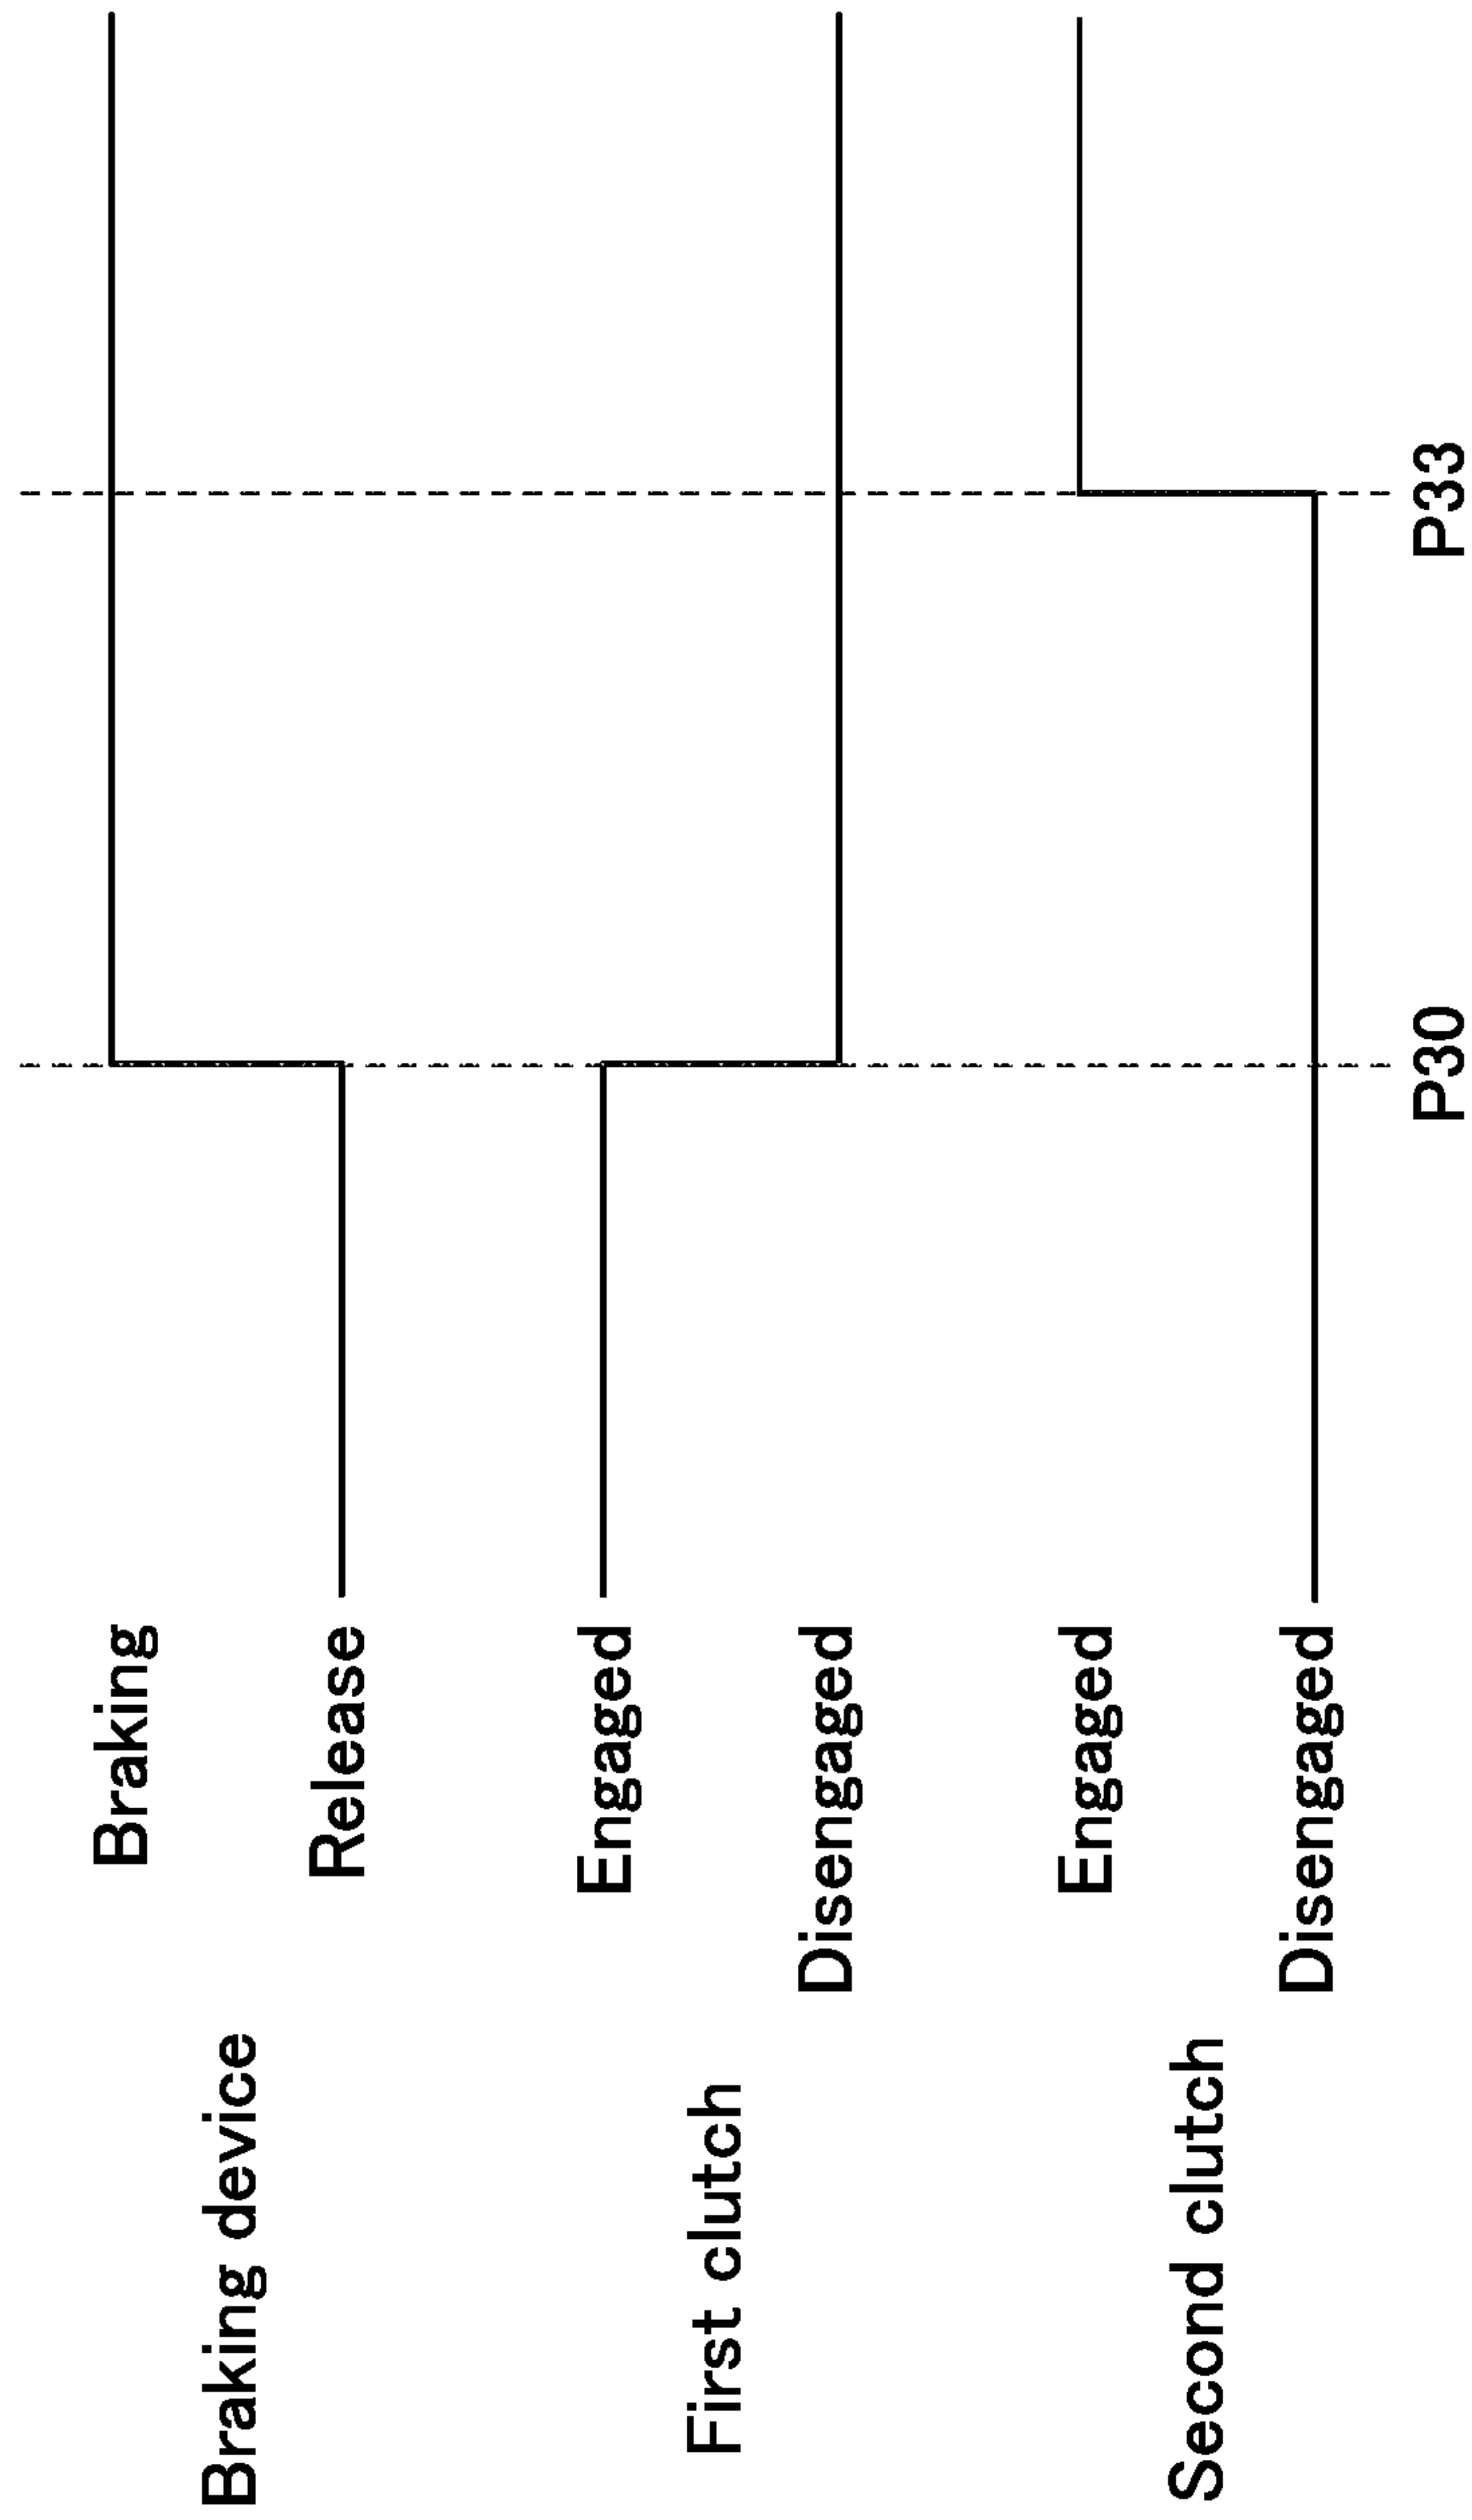 Braking
Braking device
Release
Engaged
First clutch
Disengaged
Engaged
Second clutch
Disengaged
P30
P33